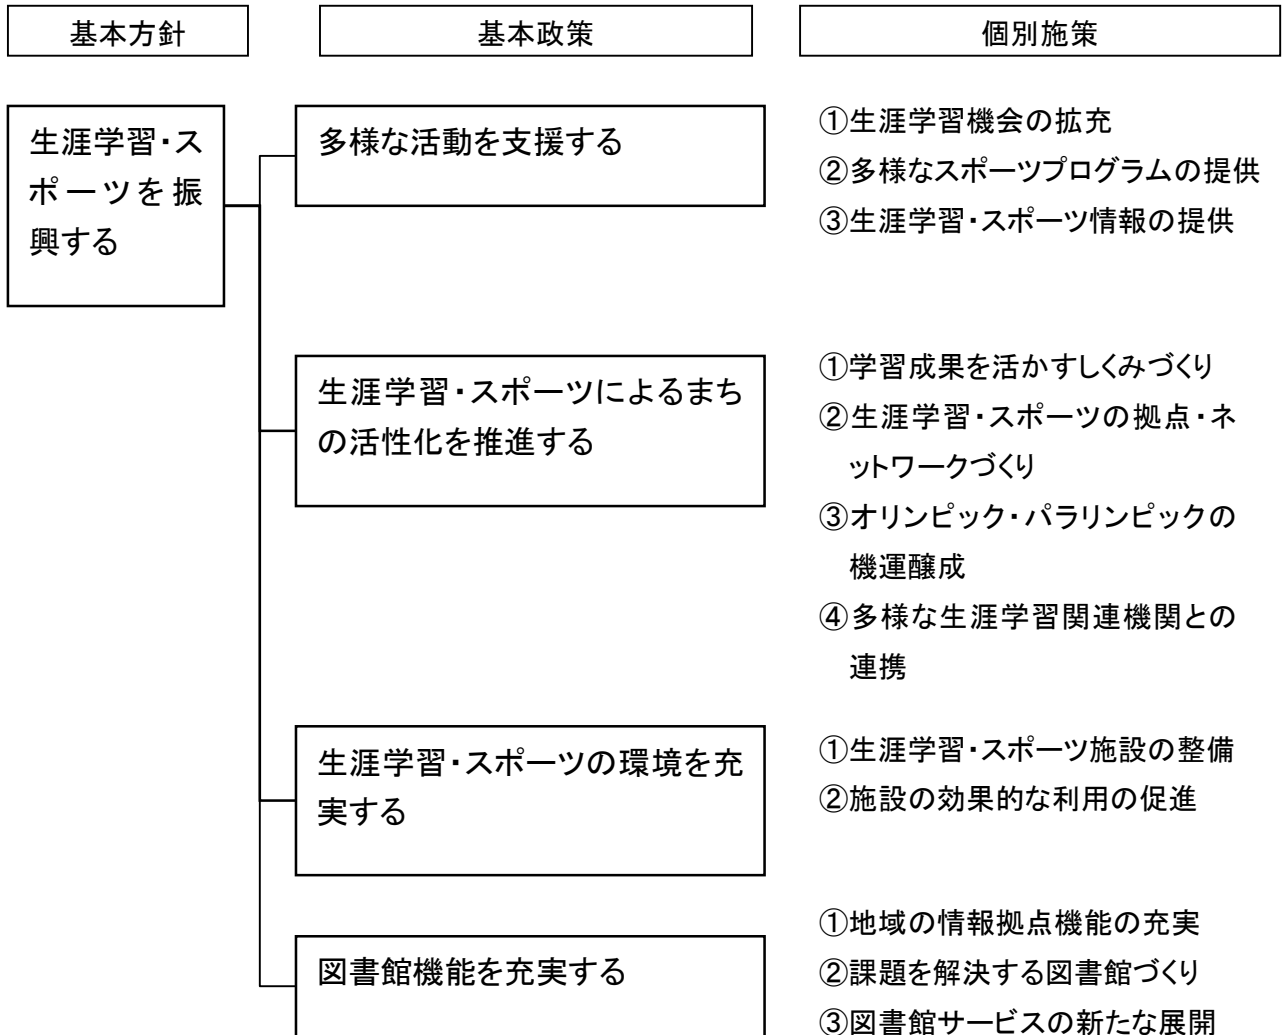 基本方針
基本政策
個別施策
生涯学習・ス
ポーツを振
興する
多様な活動を支援する
①生涯学習機会の拡充
②多様なスポーツプログラムの提供
③生涯学習・スポーツ情報の提供
生涯学習・スポーツによるまち
の活性化を推進する
①学習成果を活かすしくみづくり
②生涯学習・スポーツの拠点・ネ
ットワークづくり
③オリンピック・パラリンピックの
機運醸成
④多様な生涯学習関連機関との
連携
生涯学習・スポーツの環境を充
実する
①生涯学習・スポーツ施設の整備
②施設の効果的な利用の促進
図書館機能を充実する
①地域の情報拠点機能の充実
②課題を解決する図書館づくり
③図書館サービスの新たな展開